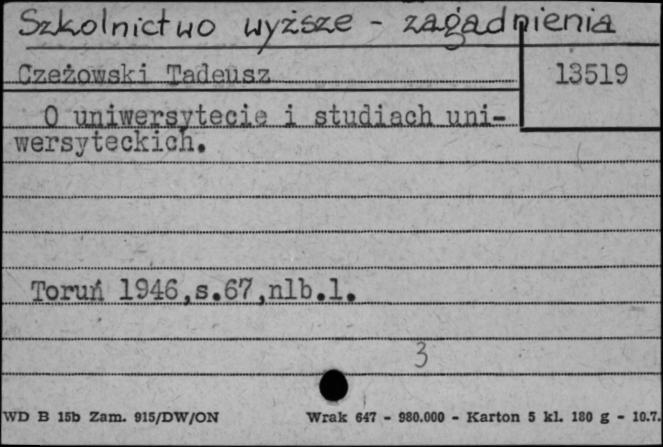 Szkolnictwo wyższe - zagadnienia
Czeżowski Tadeusz
13519
O uniwersytecie i studiach uni-
wersyteckich.
Toruń 1946,s.67,nlb.1.
3
WD B 15b Zam. 915/DW/ON Wrak 647 - 980.000 - Karton 5 kl. 180 g - 10.7.